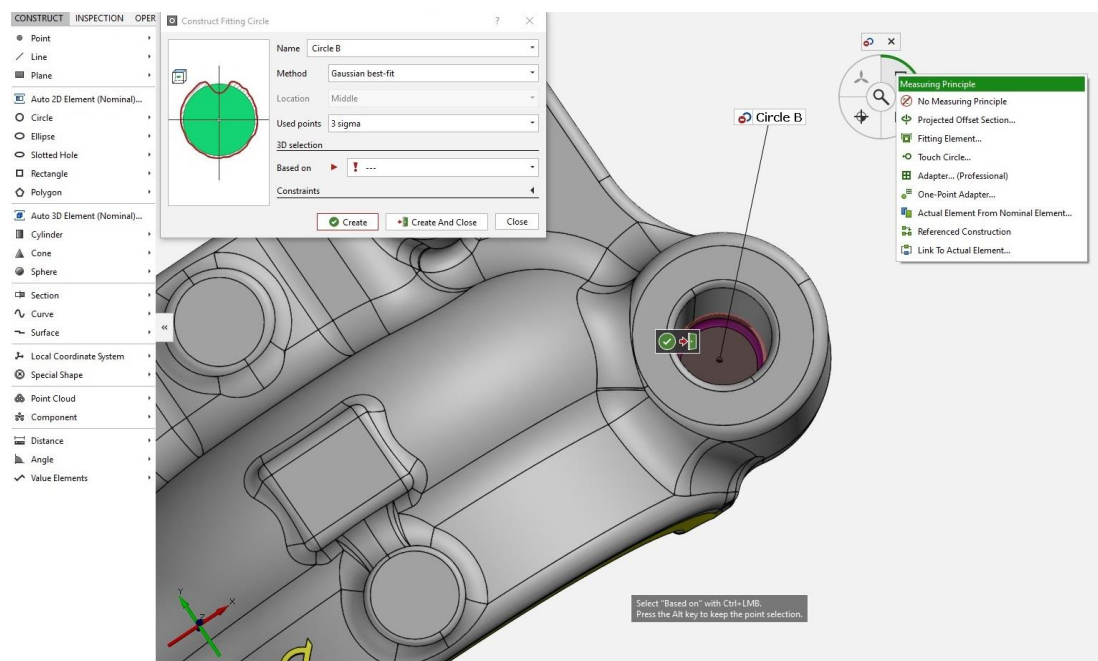 CONSTRUCT INSPECTION OPER
Point
Line
Plane
Auto 2D Element (Nominal)...
Circle
Ellipse
Slotted Hole
Rectangle
Polygon
Auto 3D Element (Nominal)...
Cylinder
Cone
Sphere
Section
Curve
Surface
Local Coordinate System
Special Shape
Point Cloud
Component
Distance
Angle
Value Elements
Construct Fitting Circle
Name Circle B
Method Gaussian best-fit
Location Middle
Used points 3 sigma
3D selection
Based on ---
Constraints
Create Create And Close Close
Circle B
Measuring Principle
No Measuring Principle
Projected Offset Section...
Fitting Element...
Touch Circle...
Adapter... (Professional)
One-Point Adapter...
Actual Element From Nominal Element...
Referenced Construction
Link To Actual Element...
Select "Based on" with Ctrl+LMB.
Press the Alt key to keep the point selection.
Y
X
Z